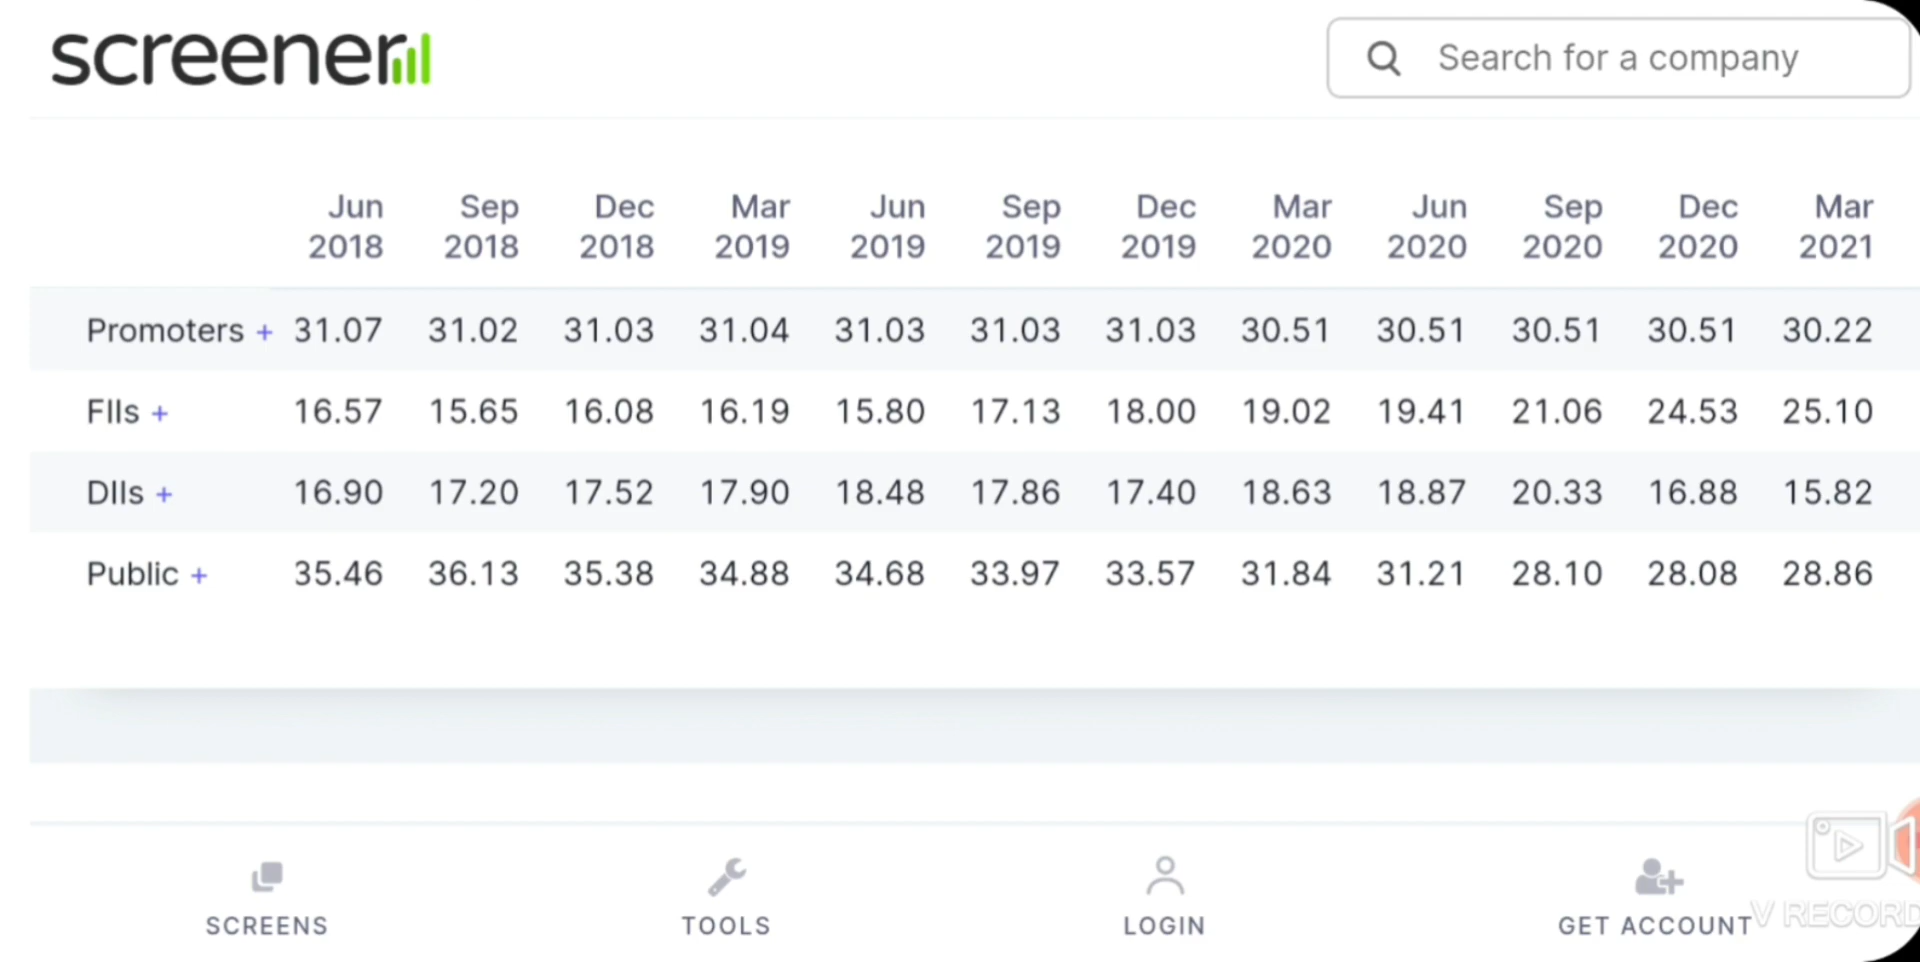 screener
Search for a company
Jun Sep Dec Mar Jun Sep Dec Mar Jun Sep Dec Mar
2018 2018 2018 2019 2019 2019 2019 2020 2020 2020 2020 2021
Promoters + 31.07 31.02 31.03 31.04 31.03 31.03 31.03 30.51 30.51 30.51 30.51 30.22
FIIs + 16.57 15.65 16.08 16.19 15.80 17.13 18.00 19.02 19.41 21.06 24.53 25.10
DIIs + 16.90 17.20 17.52 17.90 18.48 17.86 17.40 18.63 18.87 20.33 16.88 15.82
Public + 35.46 36.13 35.38 34.88 34.68 33.97 33.57 31.84 31.21 28.10 28.08 28.86
SCREENS TOOLS LOGIN GET ACCOUNT
V RECORD